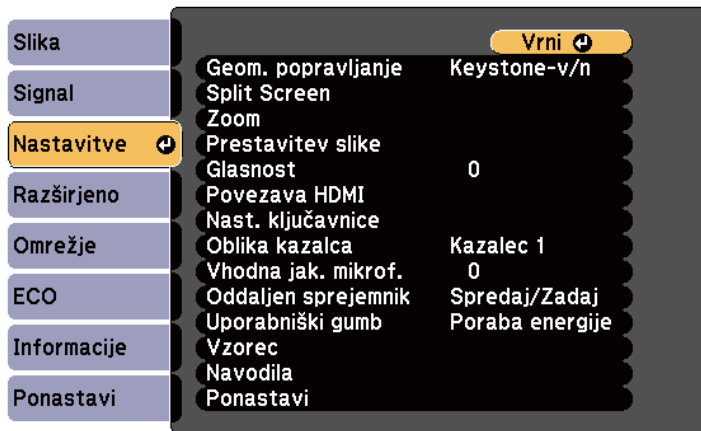 Slika
Signal
Nastavitve
Razširjeno
Omrežje
ECO
Informacije
Ponastavi
Vrni
Geom. popravljanje Keystone-v/n
Split Screen
Zoom
Prestavitev slike
Glasnost 0
Povezava HDMI
Nast. ključavnice
Oblika kazalca Kazalec 1
Vhodna jak. mikrof. 0
Oddaljen sprejemnik Spredaj/Zadaj
Uporabniški gumb Poraba energije
Vzorec
Navodila
Ponastavi